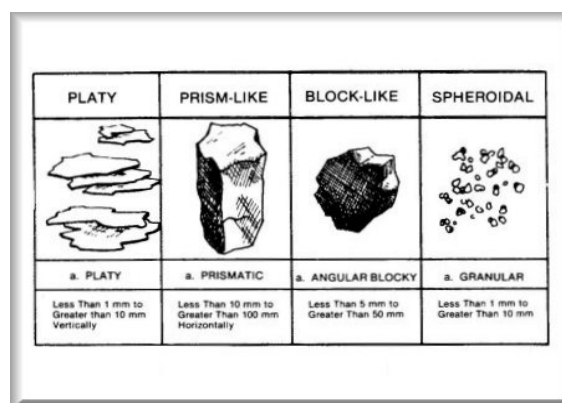 PLATY
PRISM-LIKE
BLOCK-LIKE
SPHEROIDAL
a. PLATY
a. PRISMATIC
a. ANGULAR BLOCKY
a. GRANULAR
Less Than 1 mm to
Greater than 10 mm
Vertically
Less Than 10 mm to
Greater Than 100 mm
Horizontally
Less Than 5 mm to
Greater Than 50 mm
Less Than 1 mm to
Greater Than 10 mm